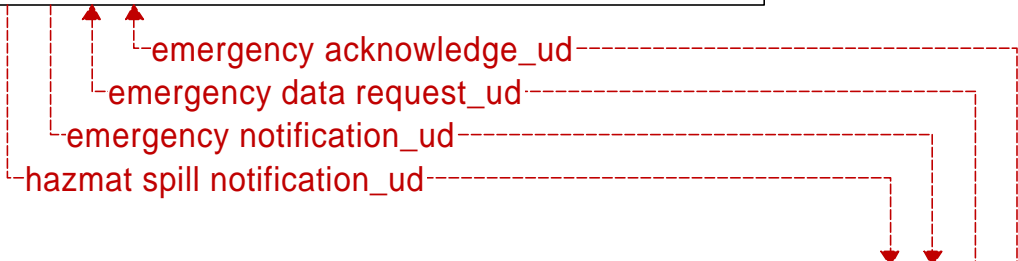 emergency acknowledge_ud
emergency data request_ud
emergency notification_ud
hazmat spill notification_ud